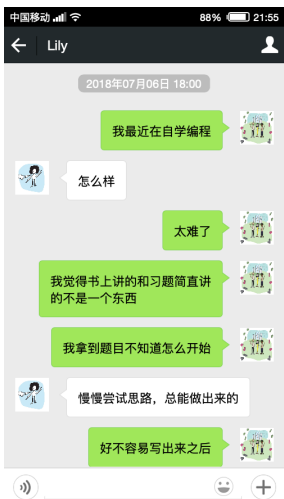 中国移动 88% 21:55
Lily
2018年07月06日 18:00
我最近在自学编程
怎么样
太难了
我觉得书上讲的和习题简直讲
的不是一个东西
我拿到题目不知道怎么开始
慢慢尝试思路，总能做出来的
好不容易写出来之后